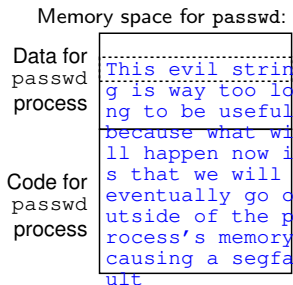 Memory space for passwd:
Data for
passwd
process
This evil strin
g is way too lo
ng to be useful
because what wi
ll happen now i
s that we will
eventually go o
utside of the p
rocess's memory
causing a segfa
ult
Code for
passwd
process